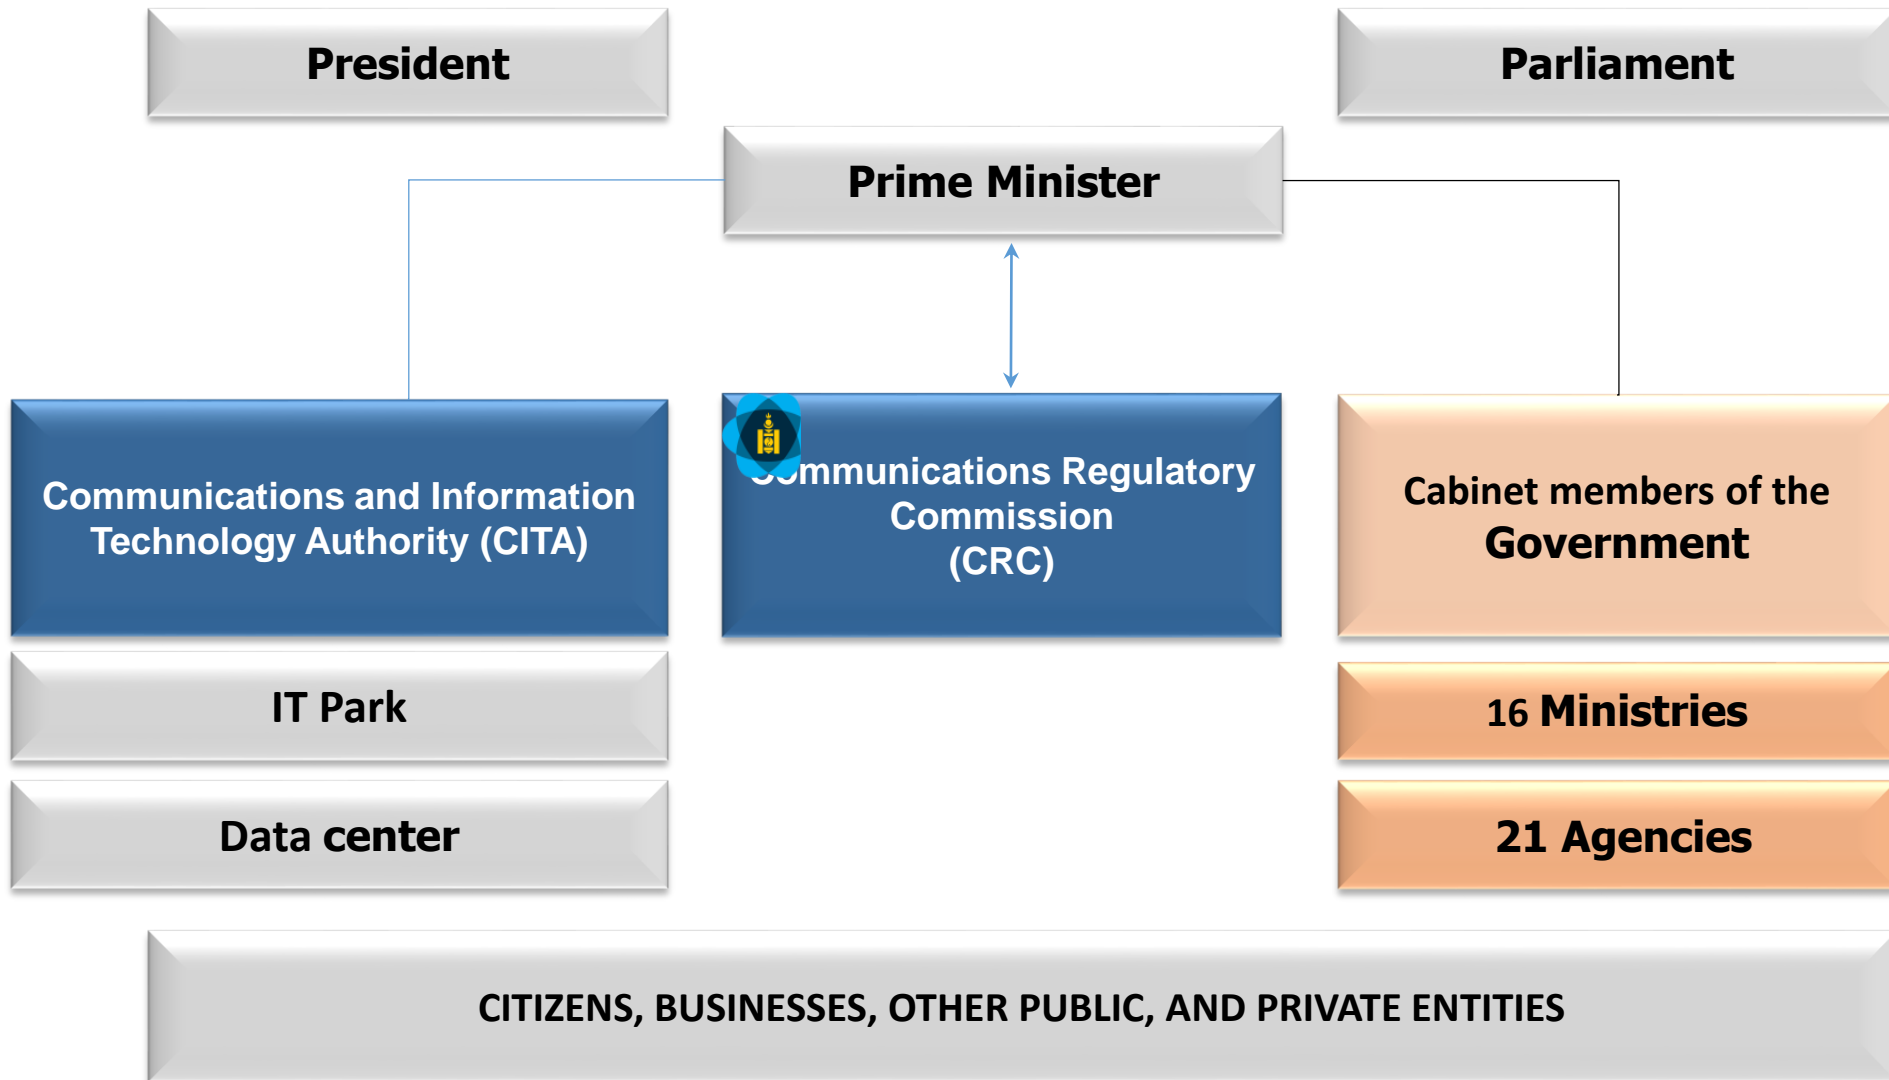 President
Parliament
Prime Minister
Communications and Information
Technology Authority (CITA)
Communications Regulatory
Commission
(CRC)
Cabinet members of the
Government
IT Park
16 Ministries
Data center
21 Agencies
CITIZENS, BUSINESSES, OTHER PUBLIC, AND PRIVATE ENTITIES